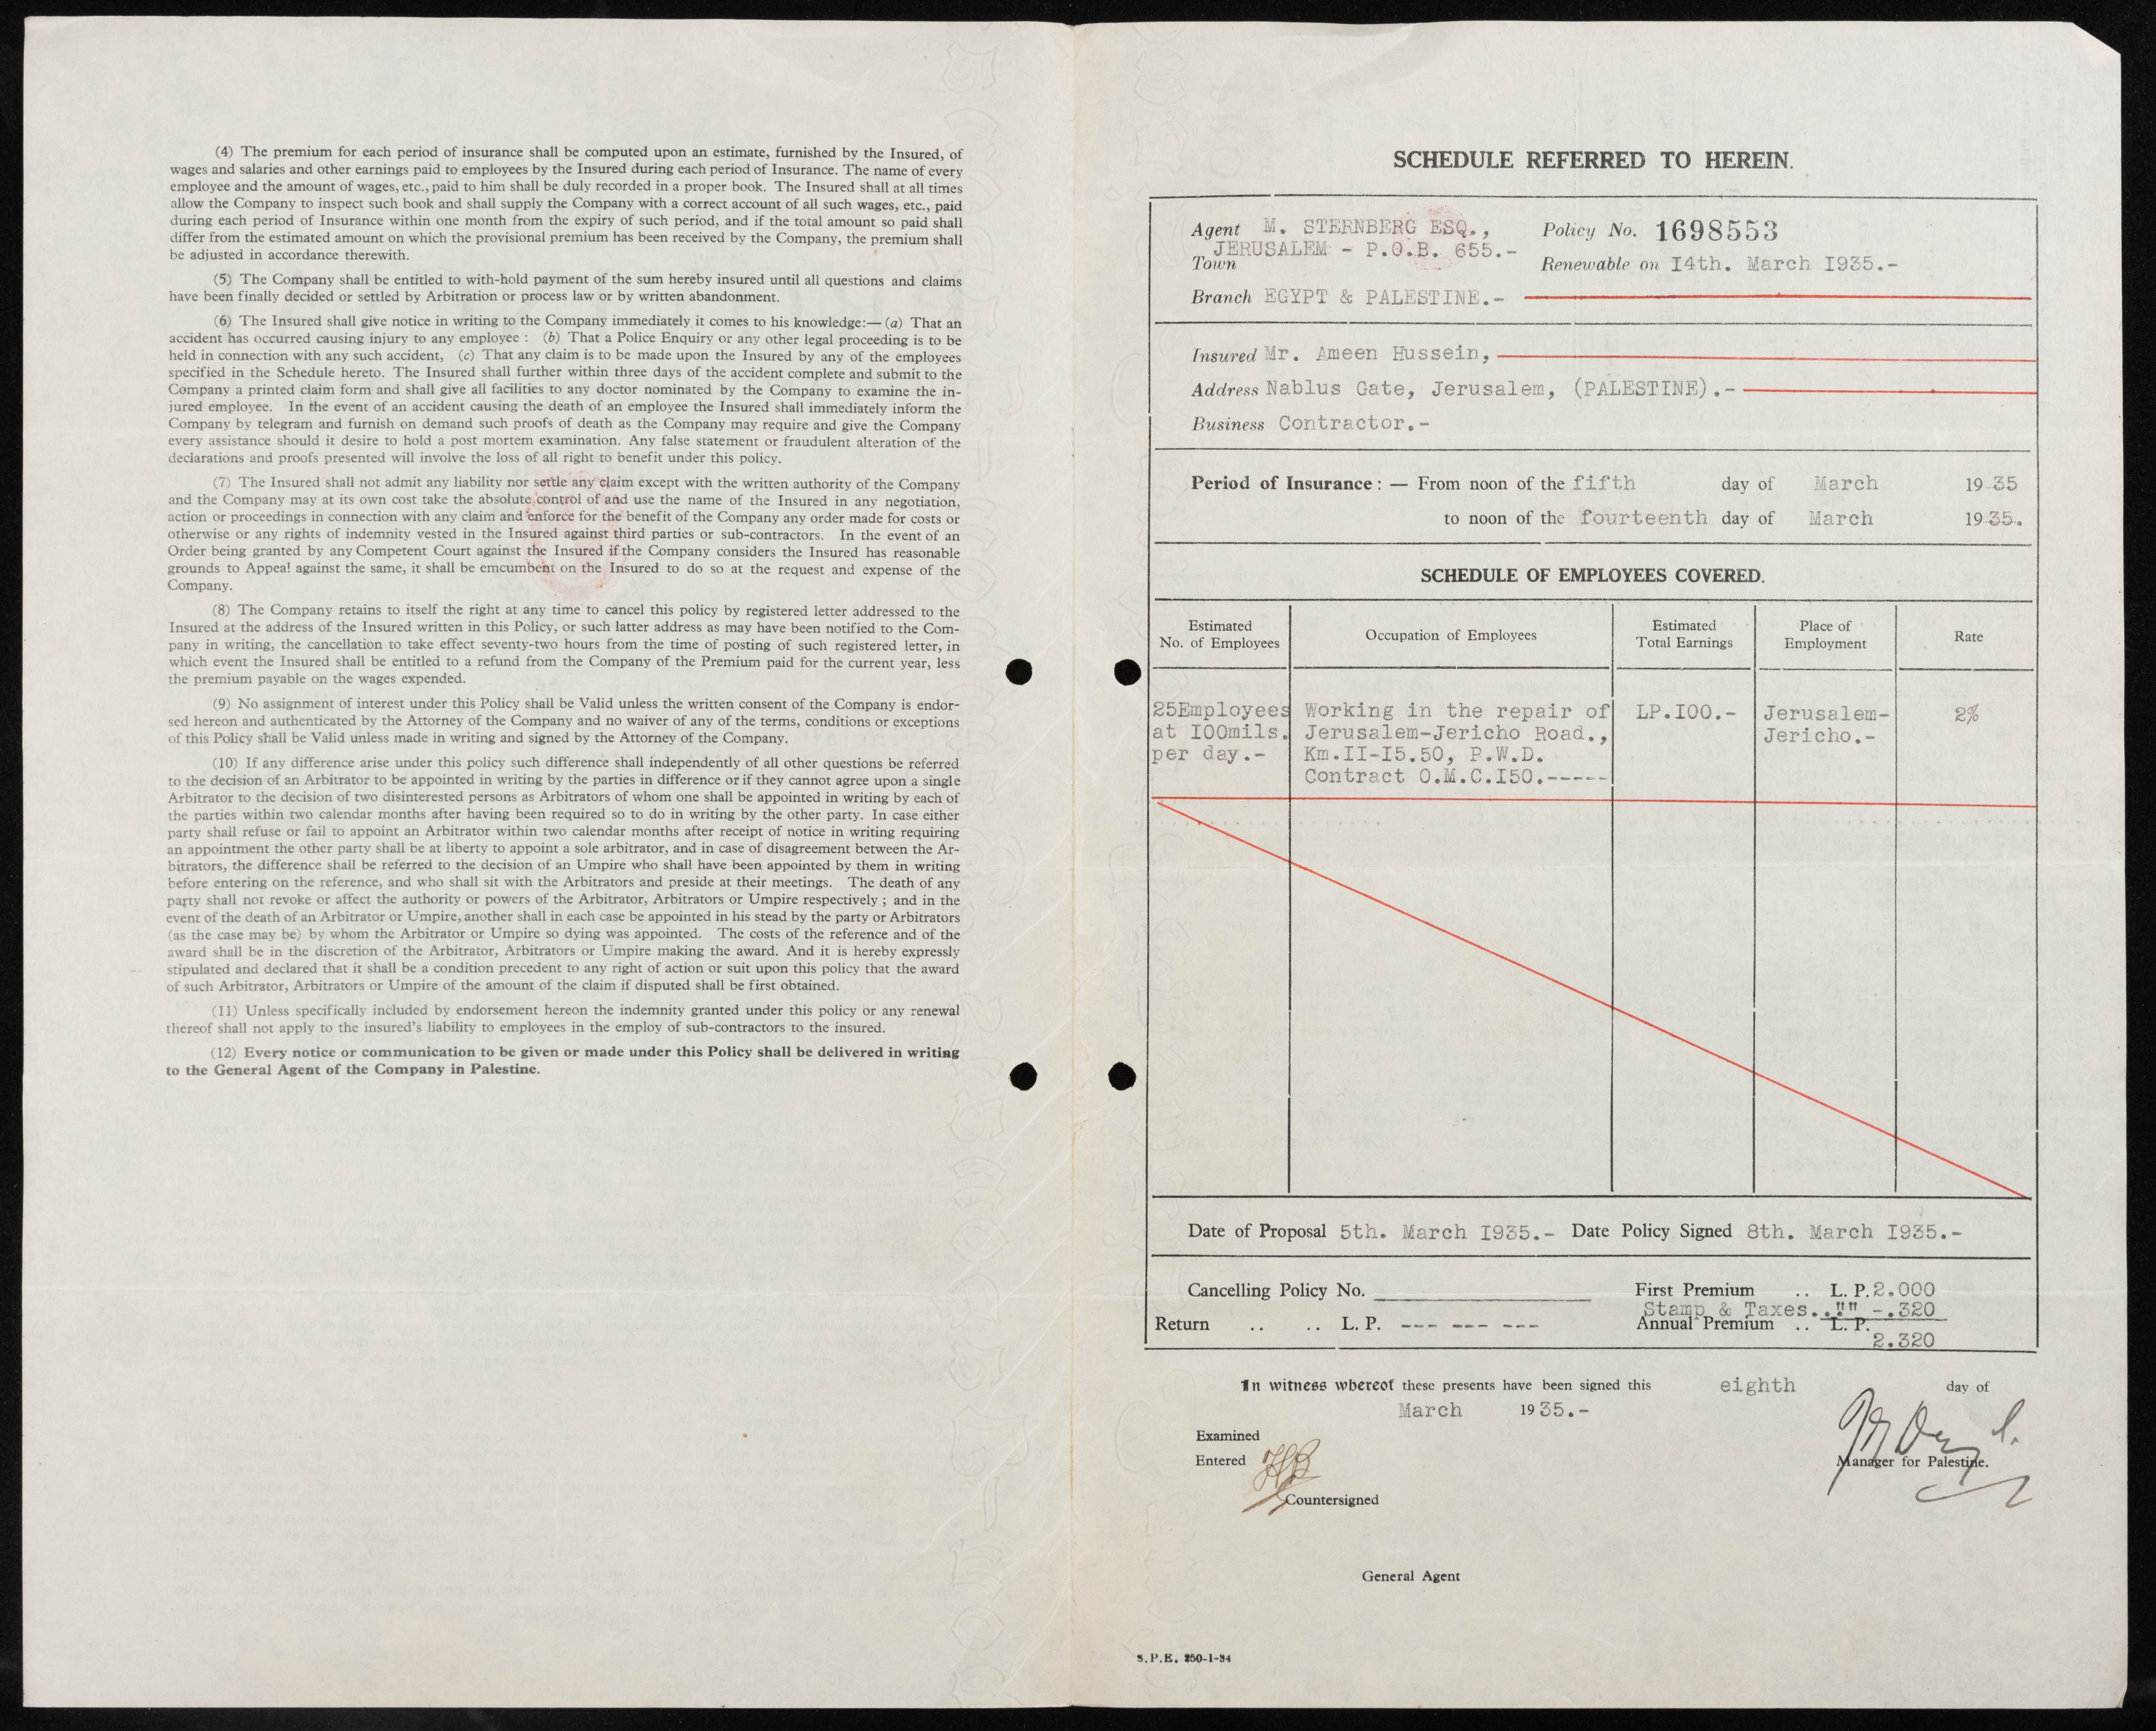 (4) The premium for each period of insurance shall be computed upon an estimate, furnished by the Insured, of
wages and salaries and other earnings paid to employees by the Insured during each period of Insurance. The name of every
employee and the amount of wages, etc., paid to him shall be duly recorded in a proper book. The Insured shall at all times
allow the Company to inspect such book and shall supply the Company with a correct account of all such wages, etc., paid
during each period of Insurance within one month from the expiry of such period, and if the total amount so paid shall
differ from the estimated amount on which the provisional premium has been received by the Company, the premium shall
be adjusted in accordance therewith.
(5) The Company shall be entitled to with-hold payment of the sum hereby insured until all questions and claims
have been finally decided or settled by Arbitration or process law or by written abandonment.
(6) The Insured shall give notice in writing to the Company immediately it comes to his knowledge:— (a) That an
accident has occurred causing injury to any employee : (b) That a Police Enquiry or any other legal proceeding is to be
held in connection with any such accident, (c) That any claim is to be made upon the Insured by any of the employees
specified in the Schedule hereto. The Insured shall further within three days of the accident complete and submit to the
Company a printed claim form and shall give all facilities to any doctor nominated by the Company to examine the in-
jured employee. In the event of an accident causing the death of an employee the Insured shall immediately inform the
Company by telegram and furnish on demand such proofs of death as the Company may require and give the Company
every assistance should it desire to hold a post mortem examination. Any false statement or fraudulent alteration of the
declarations and proofs presented will involve the loss of all right to benefit under this policy.
(7) The Insured shall not admit any liability nor settle any claim except with the written authority of the Company
and the Company may at its own cost take the absolute control of and use the name of the Insured in any negotiation,
action or proceedings in connection with any claim and enforce for the benefit of the Company any order made for costs or
otherwise or any rights of indemnity vested in the Insured against third parties or sub-contractors. In the event of an
Order being granted by any Competent Court against the Insured if the Company considers the Insured has reasonable
grounds to Appeal against the same, it shall be emcumbent on the Insured to do so at the request and expense of the
Company.
(8) The Company retains to itself the right at any time to cancel this policy by registered letter addressed to the
Insured at the address of the Insured written in this Policy, or such latter address as may have been notified to the Com-
pany in writing, the cancellation to take effect seventy-two hours from the time of posting of such registered letter, in
which event the Insured shall be entitled to a refund from the Company of the Premium paid for the current year, less
the premium payable on the wages expended.
(9) No assignment of interest under this Policy shall be Valid unless the written consent of the Company is endor-
sed hereon and authenticated by the Attorney of the Company and no waiver of any of the terms, conditions or exceptions
of this Policy shall be Valid unless made in writing and signed by the Attorney of the Company.
(10) If any difference arise under this policy such difference shall independently of all other questions be referred
to the decision of an Arbitrator to be appointed in writing by the parties in difference or if they cannot agree upon a single
Arbitrator to the decision of two disinterested persons as Arbitrators of whom one shall be appointed in writing by each of
the parties within two calendar months after having been required so to do in writing by the other party. In case either
party shall refuse or fail to appoint an Arbitrator within two calendar months after receipt of notice in writing requiring
an appointment the other party shall be at liberty to appoint a sole arbitrator, and in case of disagreement between the Ar-
bitrators, the difference shall be referred to the decision of an Umpire who shall have been appointed by them in writing
before entering on the reference, and who shall sit with the Arbitrators and preside at their meetings. The death of any
party shall not revoke or affect the authority or powers of the Arbitrator, Arbitrators or Umpire respectively ; and in the
event of the death of an Arbitrator or Umpire, another shall in each case be appointed in his stead by the party or Arbitrators
(as the case may be) by whom the Arbitrator or Umpire so dying was appointed. The costs of the reference and of the
award shall be in the discretion of the Arbitrator, Arbitrators or Umpire making the award. And it is hereby expressly
stipulated and declared that it shall be a condition precedent to any right of action or suit upon this policy that the award
of such Arbitrator, Arbitrators or Umpire of the amount of the claim if disputed shall be first obtained.
(11) Unless specifically included by endorsement hereon the indemnity granted under this policy or any renewal
thereof shall not apply to the insured's liability to employees in the employ of sub-contractors to the insured.
(12) Every notice or communication to be given or made under this Policy shall be delivered in writing
to the General Agent of the Company in Palestine.
SCHEDULE REFERRED TO HEREIN.
Agent M. STERNBERG ESQ., Policy No. 1698553
JERUSALEM - P.O.B. 655.-
Town Renewable on I4th. March I935.-
Branch EGYPT & PALESTINE.-
Insured Mr. Ameen Hussein,
Address Nablus Gate, Jerusalem, (PALESTINE).-
Business Contractor.-
Period of Insurance : — From noon of the fifth day of March 1935
to noon of the fourteenth day of March 1935.
SCHEDULE OF EMPLOYEES COVERED.
Estimated No. of Employees Occupation of Employees Estimated Total Earnings Place of Employment Rate
25Employees Working in the repair of LP.I00.- Jerusalem- 2%
at I00mils. Jerusalem-Jericho Road., Jericho.-
per day.- Km.II-I5.50, P.W.D.
Contract O.M.C.I50.-----
Date of Proposal 5th. March I935.- Date Policy Signed 8th. March I935.-
Cancelling Policy No. First Premium .. L. P. 2.000
Stamp & Taxes.."" -.320
Return .. .. L. P. --- --- --- Annual Premium .. L. P.
2.320
In witness whereof these presents have been signed this eighth day of
March 1935.-
Examined
Entered
Manager for Palestine.
Countersigned
General Agent
S.P.E. 250-1-34